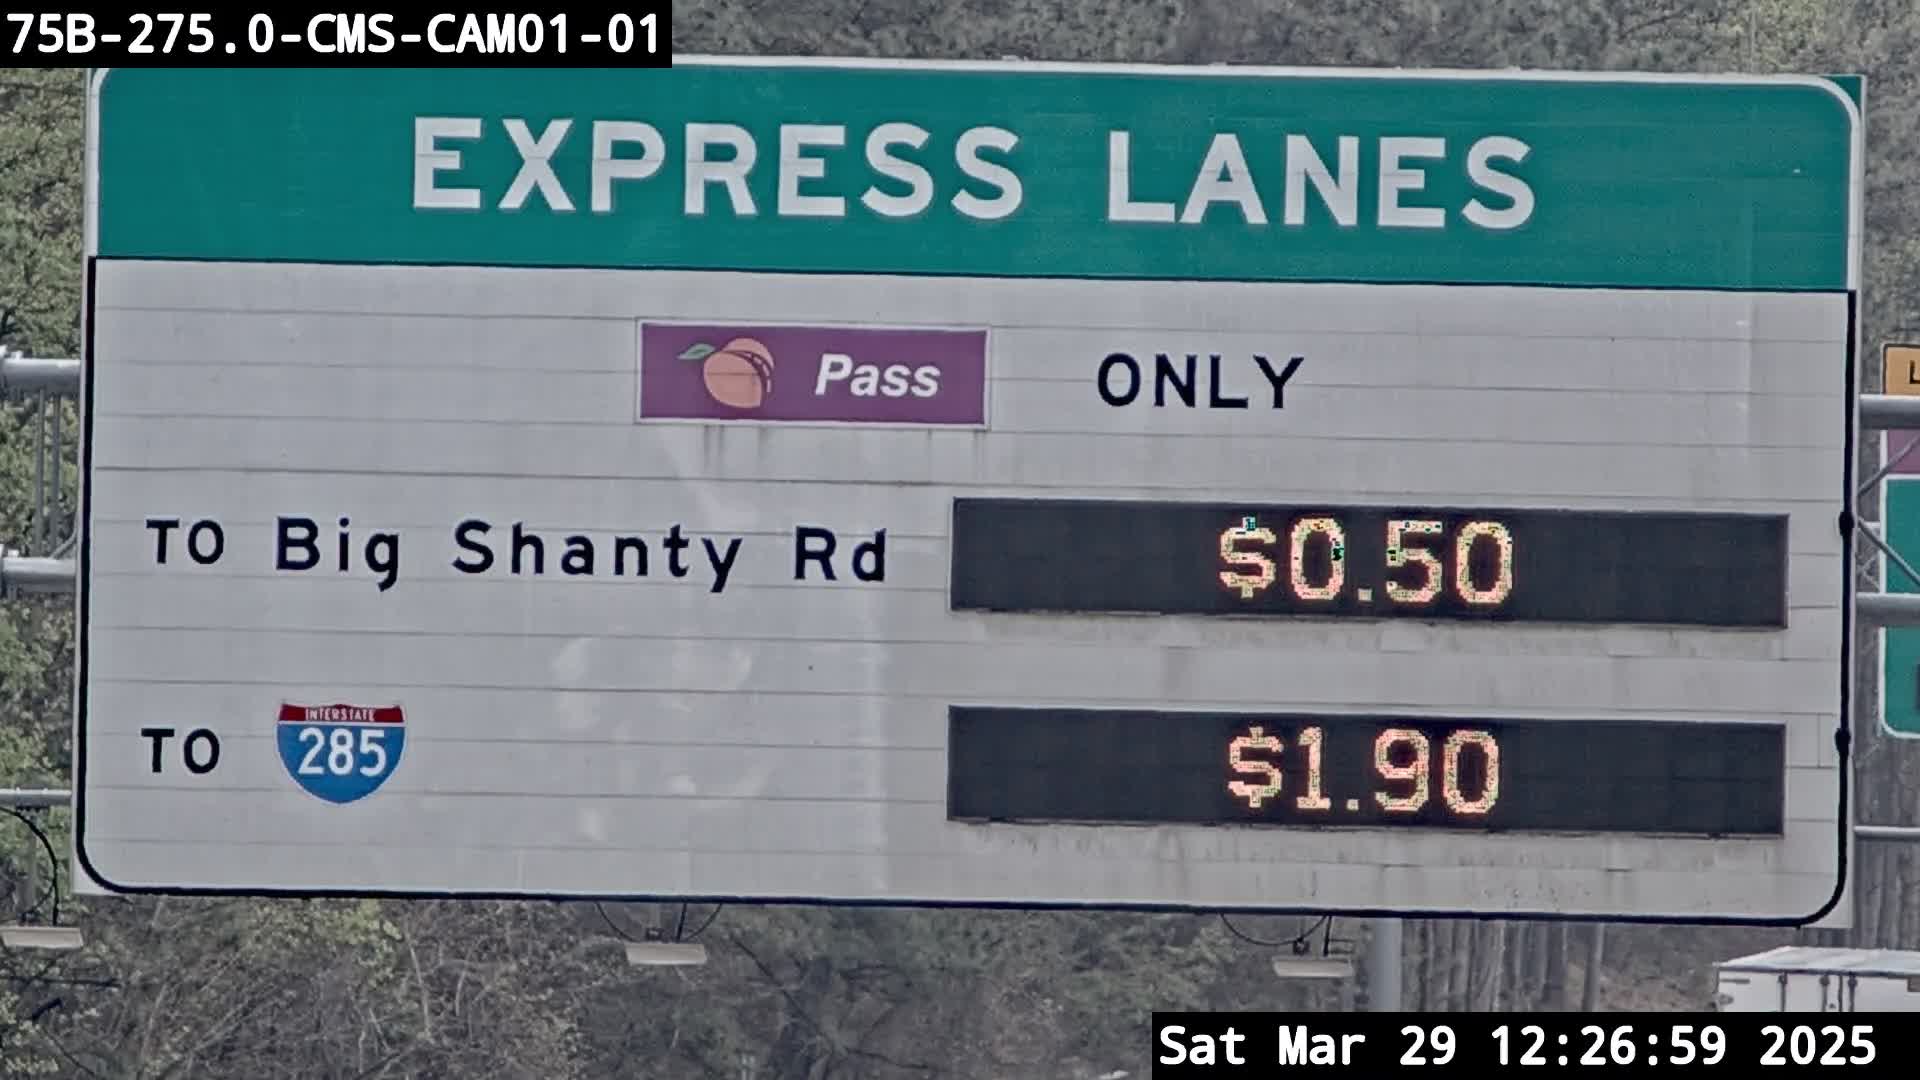 75B-275.0-CMS-CAM01-01
EXPRESS LANES
Pass ONLY
TO Big Shanty Rd $0.50
INTERSTATE
TO 285 $1.90
Sat Mar 29 12:26:59 2025